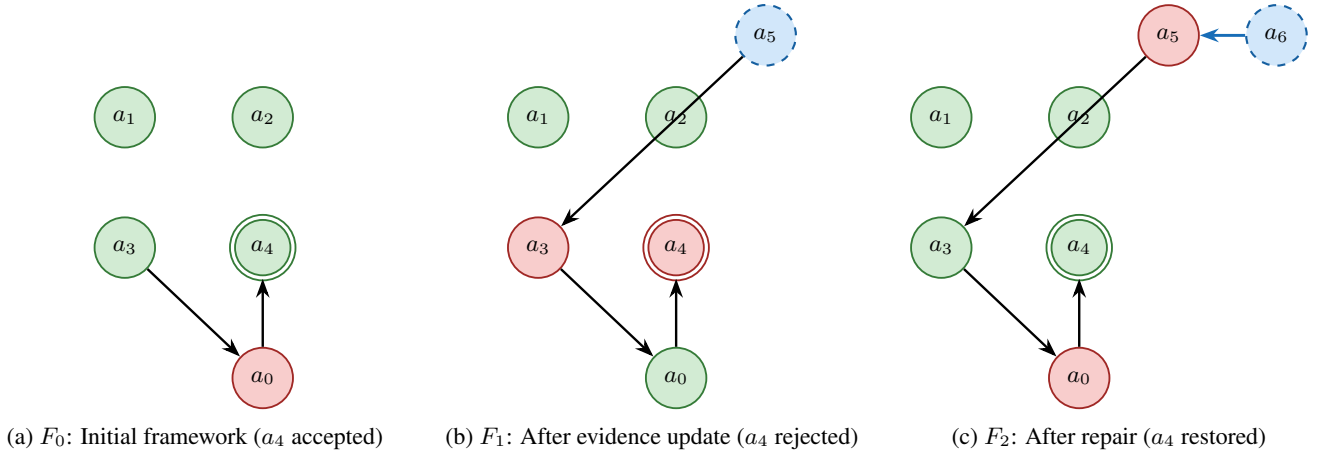 a₅
a₅
a₆
a₁
a₂
a₁
a₂
a₁
a₂
a₃
a₄
a₃
a₄
a₃
a₄
a₀
a₀
a₀
(a) F₀: Initial framework (a₄ accepted)
(b) F₁: After evidence update (a₄ rejected)
(c) F₂: After repair (a₄ restored)